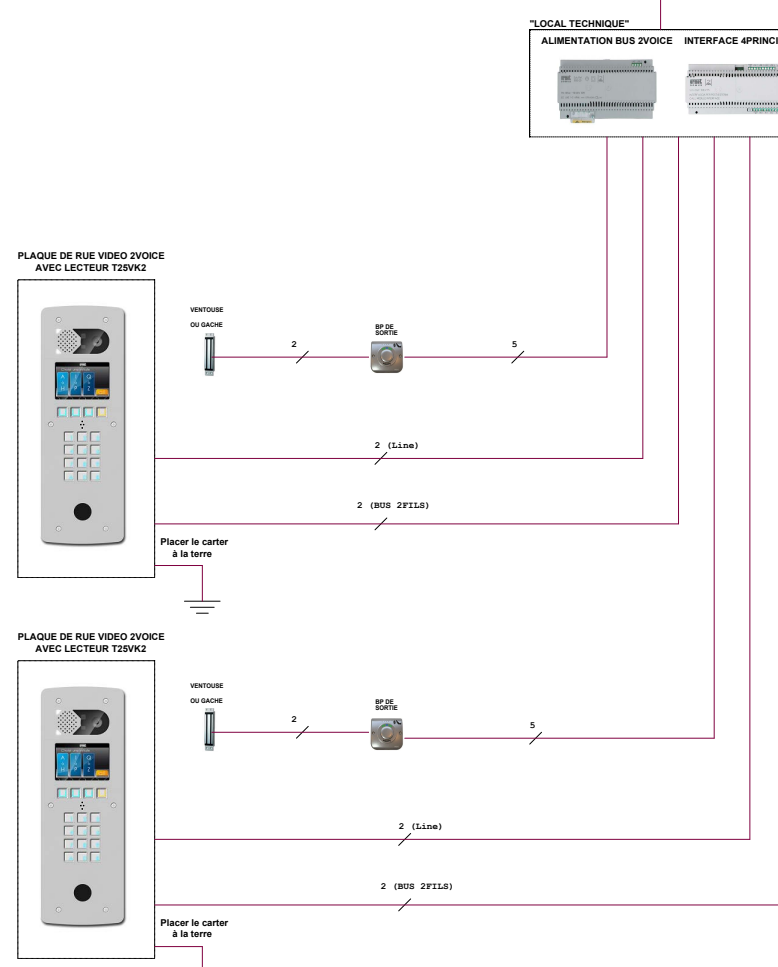 "LOCAL TECHNIQUE"
ALIMENTATION BUS 2VOICE INTERFACE 4PRINCI
PLAQUE DE RUE VIDEO 2VOICE
AVEC LECTEUR T25VK2
VENTOUSE
OU GACHE
2
BP DE
SORTIE
5
2 (Line)
2 (BUS 2FILS)
Placer le carter
à la terre
PLAQUE DE RUE VIDEO 2VOICE
AVEC LECTEUR T25VK2
VENTOUSE
OU GACHE
2
BP DE
SORTIE
5
2 (Line)
2 (BUS 2FILS)
Placer le carter
à la terre